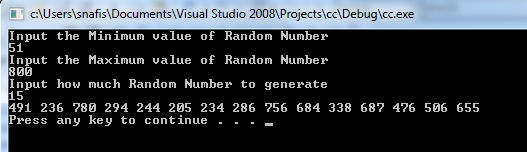 c:\Users\snafis\Documents\Visual Studio 2008\Projects\cc\Debug\cc.exe
Input the Minimum value of Random Number
51
Input the Maximum value of Random Number
800
Input how much Random Number to generate
15
491 236 780 294 244 205 234 286 756 684 338 687 476 506 655
Press any key to continue . . . _